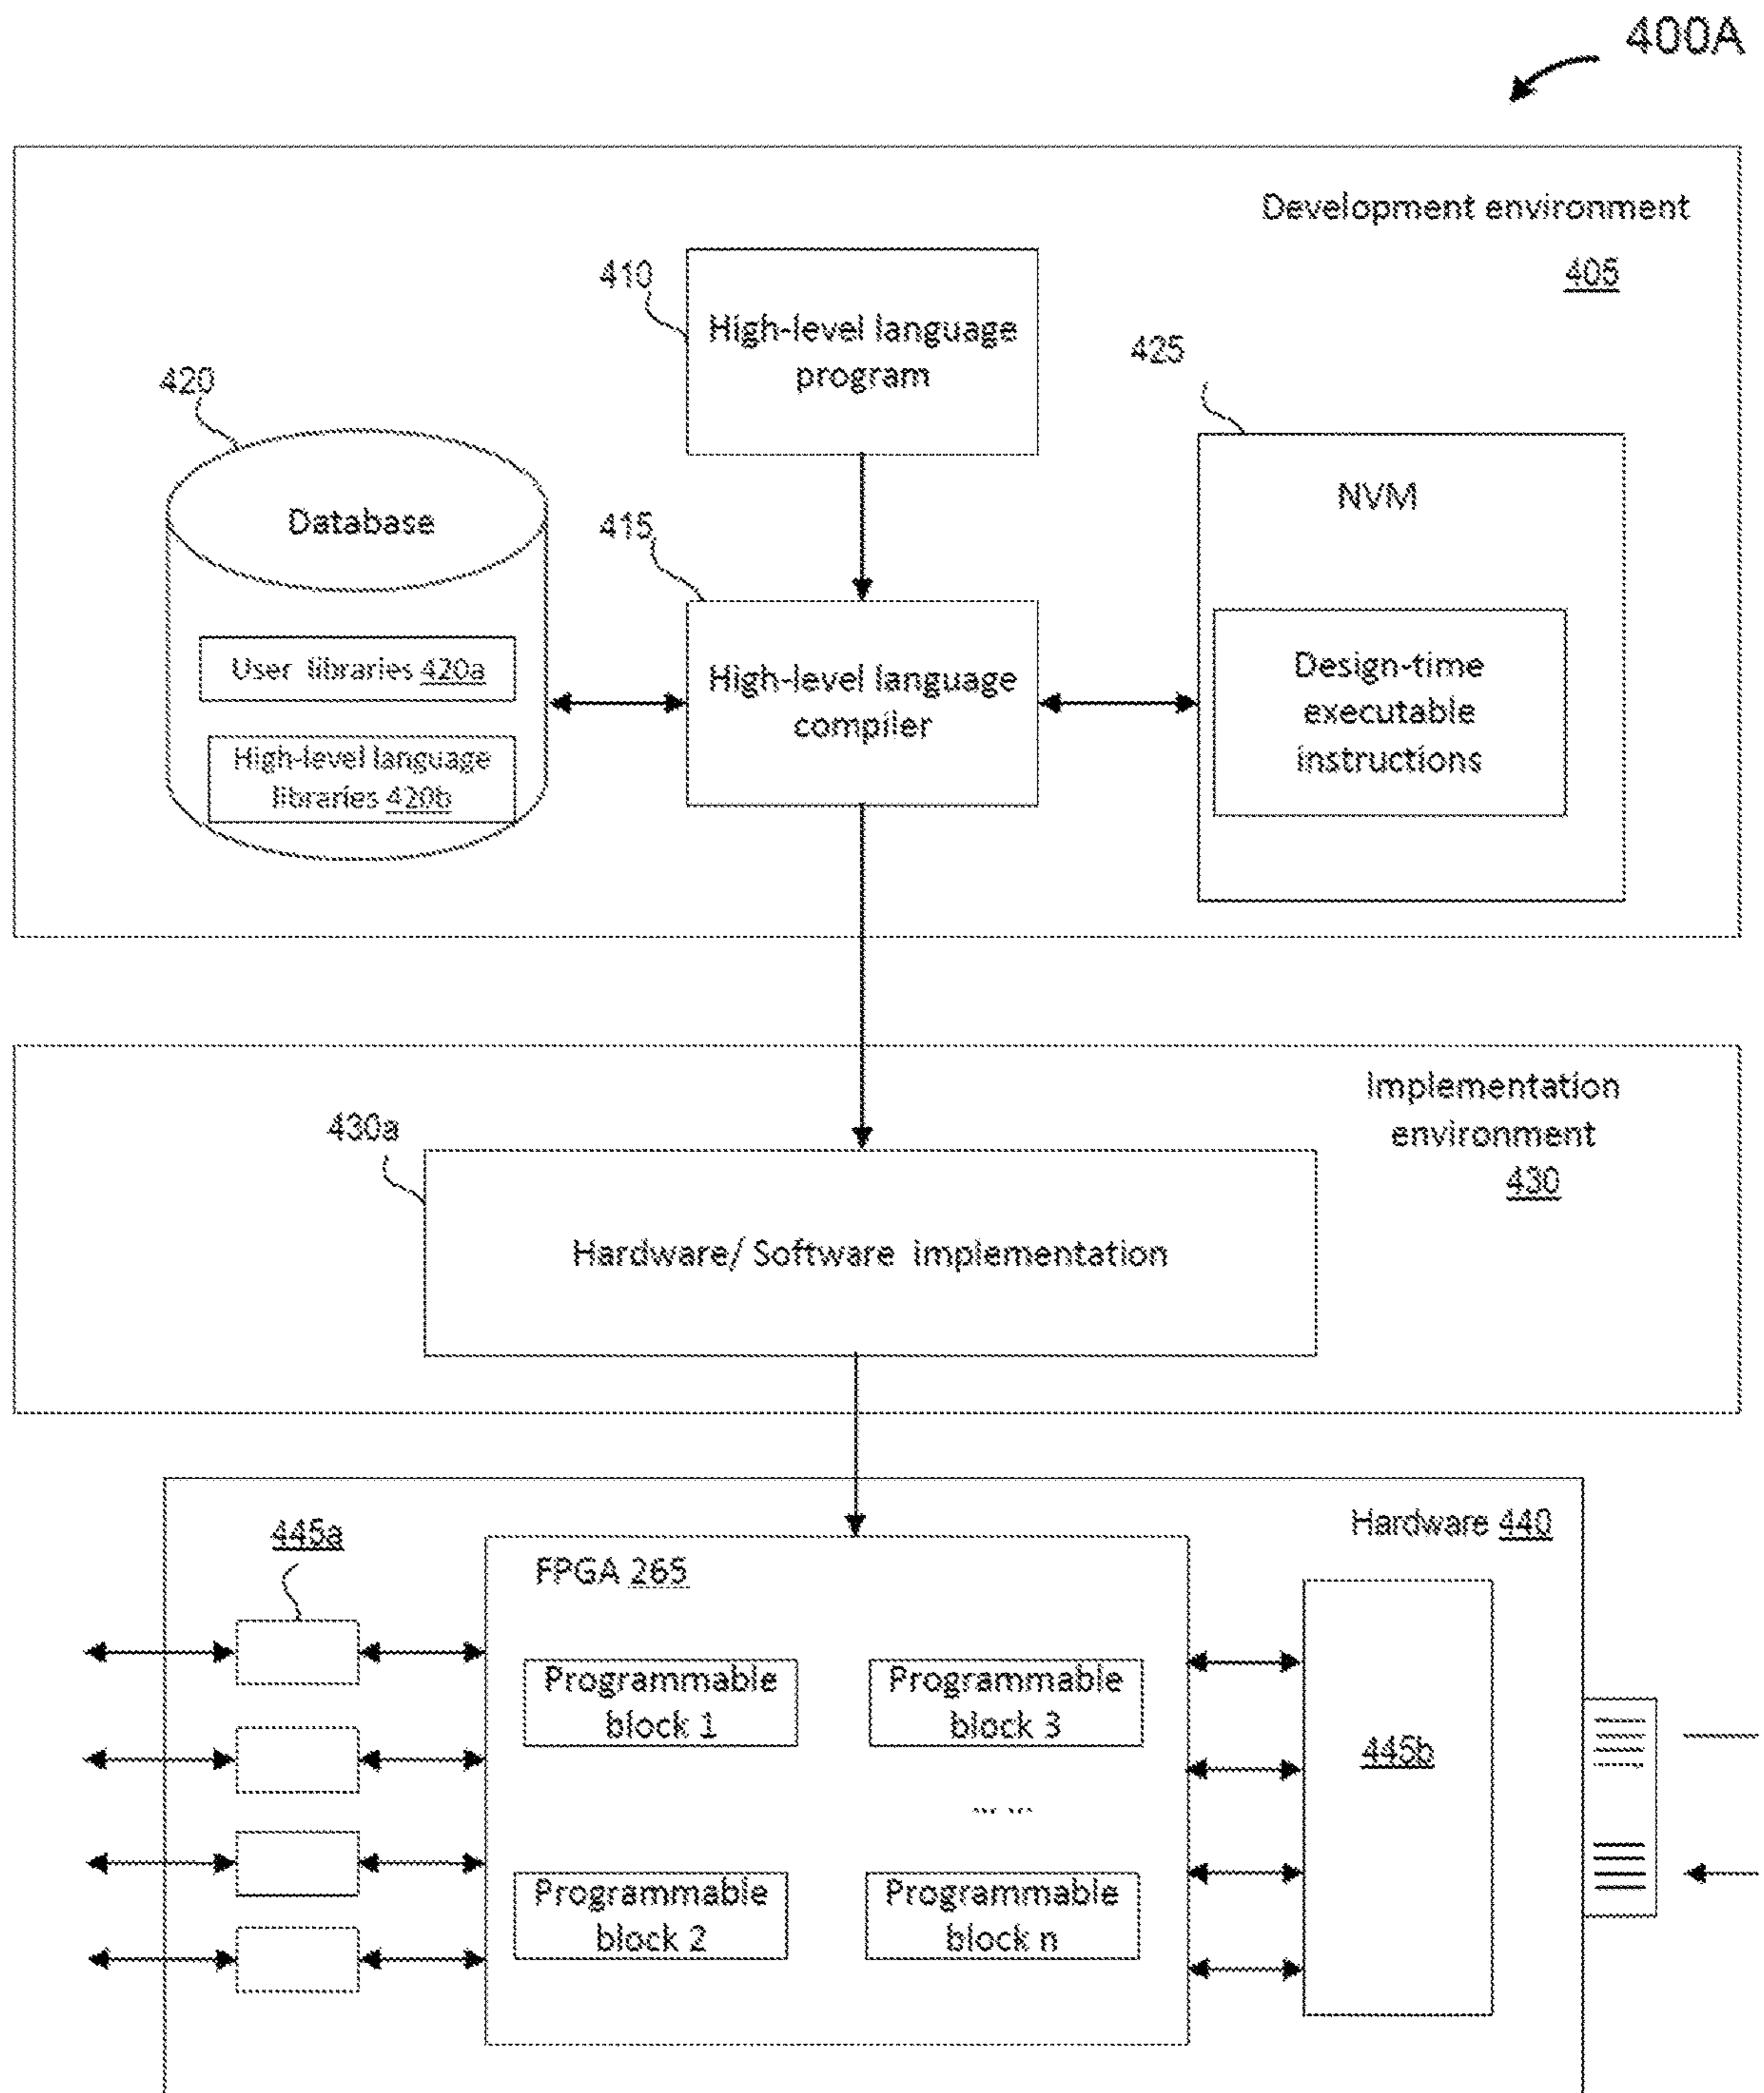 400A
Development environment
405
410
High-level language
program
425
420
NVM
Database
415
User libraries 420a
High-level language
libraries 420b
High-level language
compiler
Design-time
executable
instructions
Implementation
environment
430
430a
Hardware/ Software implementation
Hardware 440
445a
FPGA 265
Programmable
block 1
Programmable
block 3
445b
... ...
Programmable
block 2
Programmable
block n